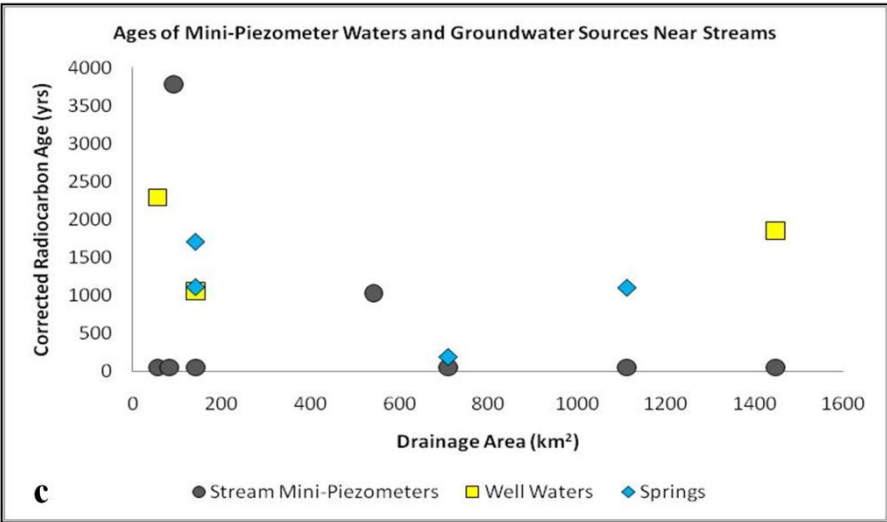 Ages of Mini-Piezometer Waters and Groundwater Sources Near Streams
Corrected Radiocarbon Age (yrs)
4000
3500
3000
2500
2000
1500
1000
500
0
0 200 400 600 800 1000 1200 1400 1600
Drainage Area (km²)
c
Stream Mini-Piezometers Well Waters Springs